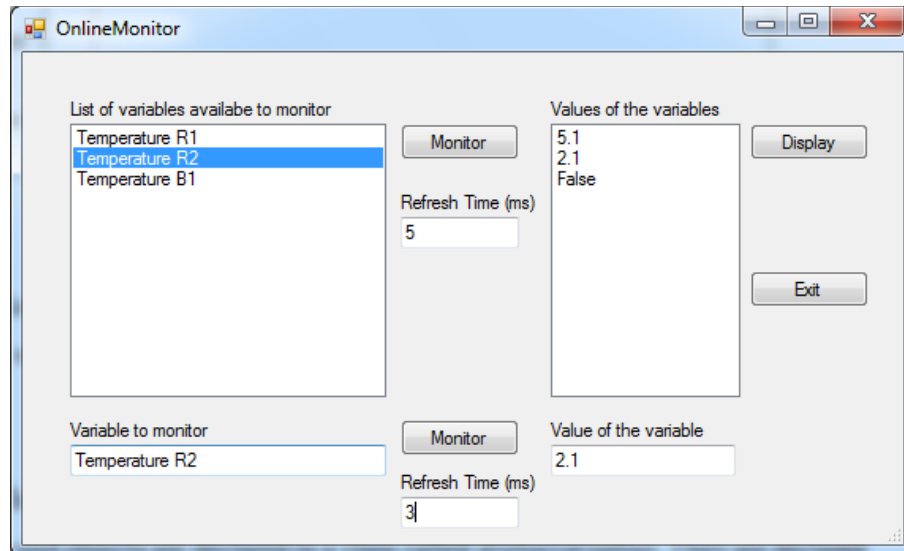 OnlineMonitor
List of variables availabe to monitor
Temperature R1
Temperature R2
Temperature B1
Monitor
Refresh Time (ms)
5
Values of the variables
5.1
2.1
False
Display
Exit
Variable to monitor
Temperature R2
Monitor
Refresh Time (ms)
3
Value of the variable
2.1